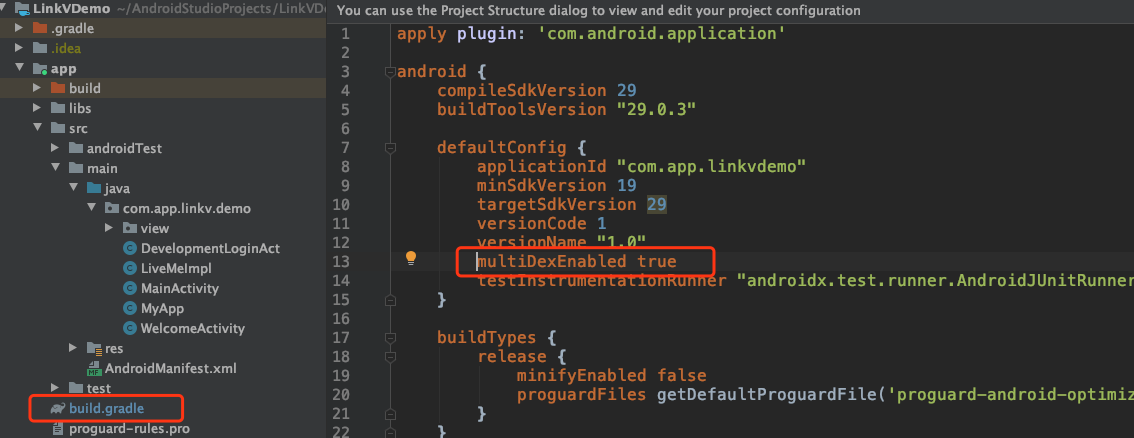 LinkVDemo ~/AndroidStudioProjects/LinkV
.gradle
.idea
app
build
libs
src
androidTest
main
java
com.app.linkv.demo
view
DevelopmentLoginAct
LiveMeImpl
MainActivity
MyApp
WelcomeActivity
res
AndroidManifest.xml
test
build.gradle
proguard-rules.pro
You can use the Project Structure dialog to view and edit your project configuration
1 apply plugin: 'com.android.application'
2
3 android {
4 compileSdkVersion 29
5 buildToolsVersion "29.0.3"
6
7 defaultConfig {
8 applicationId "com.app.linkvdemo"
9 minSdkVersion 19
10 targetSdkVersion 29
11 versionCode 1
12 versionName "1.0"
13 multiDexEnabled true
14 testInstrumentationRunner "androidx.test.runner.AndroidJUnitRunner
15 }
16
17 buildTypes {
18 release {
19 minifyEnabled false
20 proguardFiles getDefaultProguardFile('proguard-android-optimiz
21 }
22 }